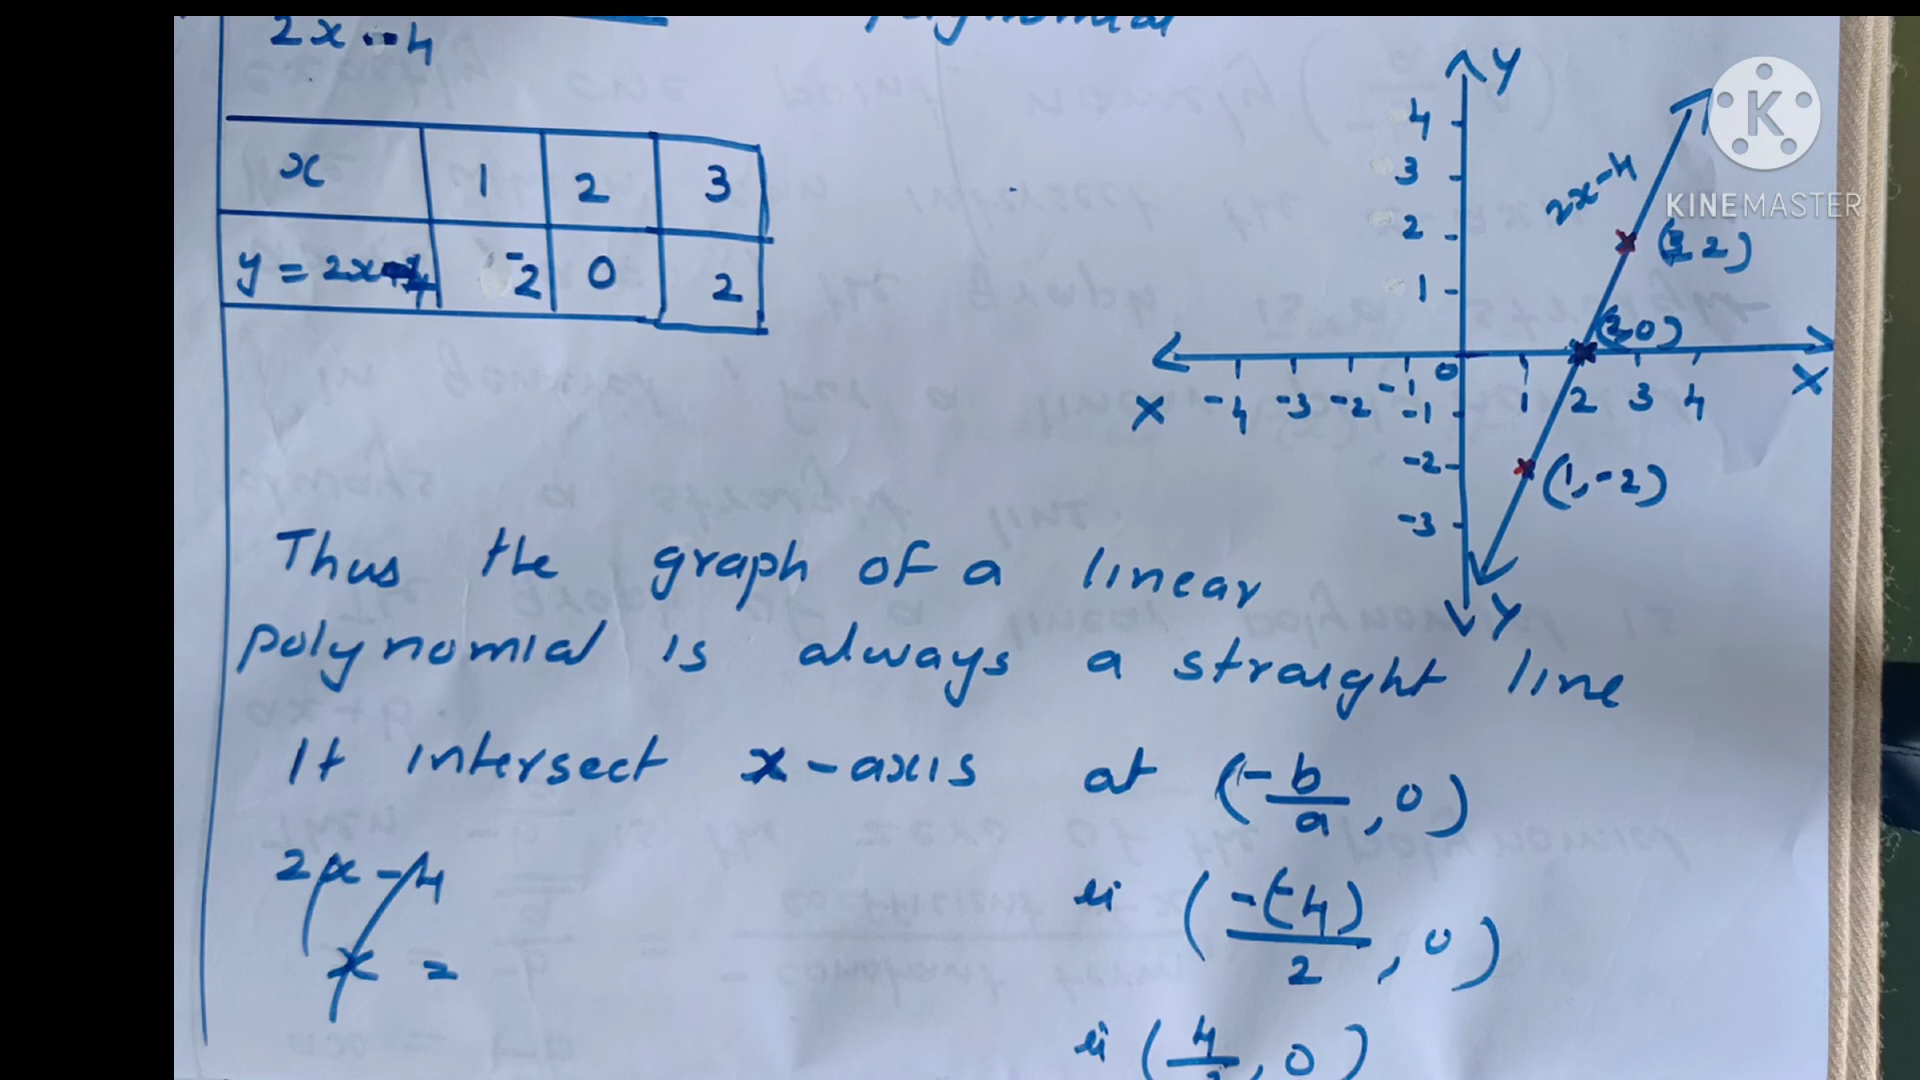 polynomial
2x - 4
x 1 2 3
y = 2x-4 -2 0 2
Y
4
3
2
1
2x-4
(3, 2)
(2, 0)
X -4 -3 -2 -1 0 1 2 3 4 X
-1
-2
-3
(1, -2)
Y
K
KINEMASTER
Thus the graph of a linear
polynomial is always a straight line
It intersect x-axis at (-b/a, 0)
2x - 4
x =
(-(-4)/2, 0)
(4/2, 0)